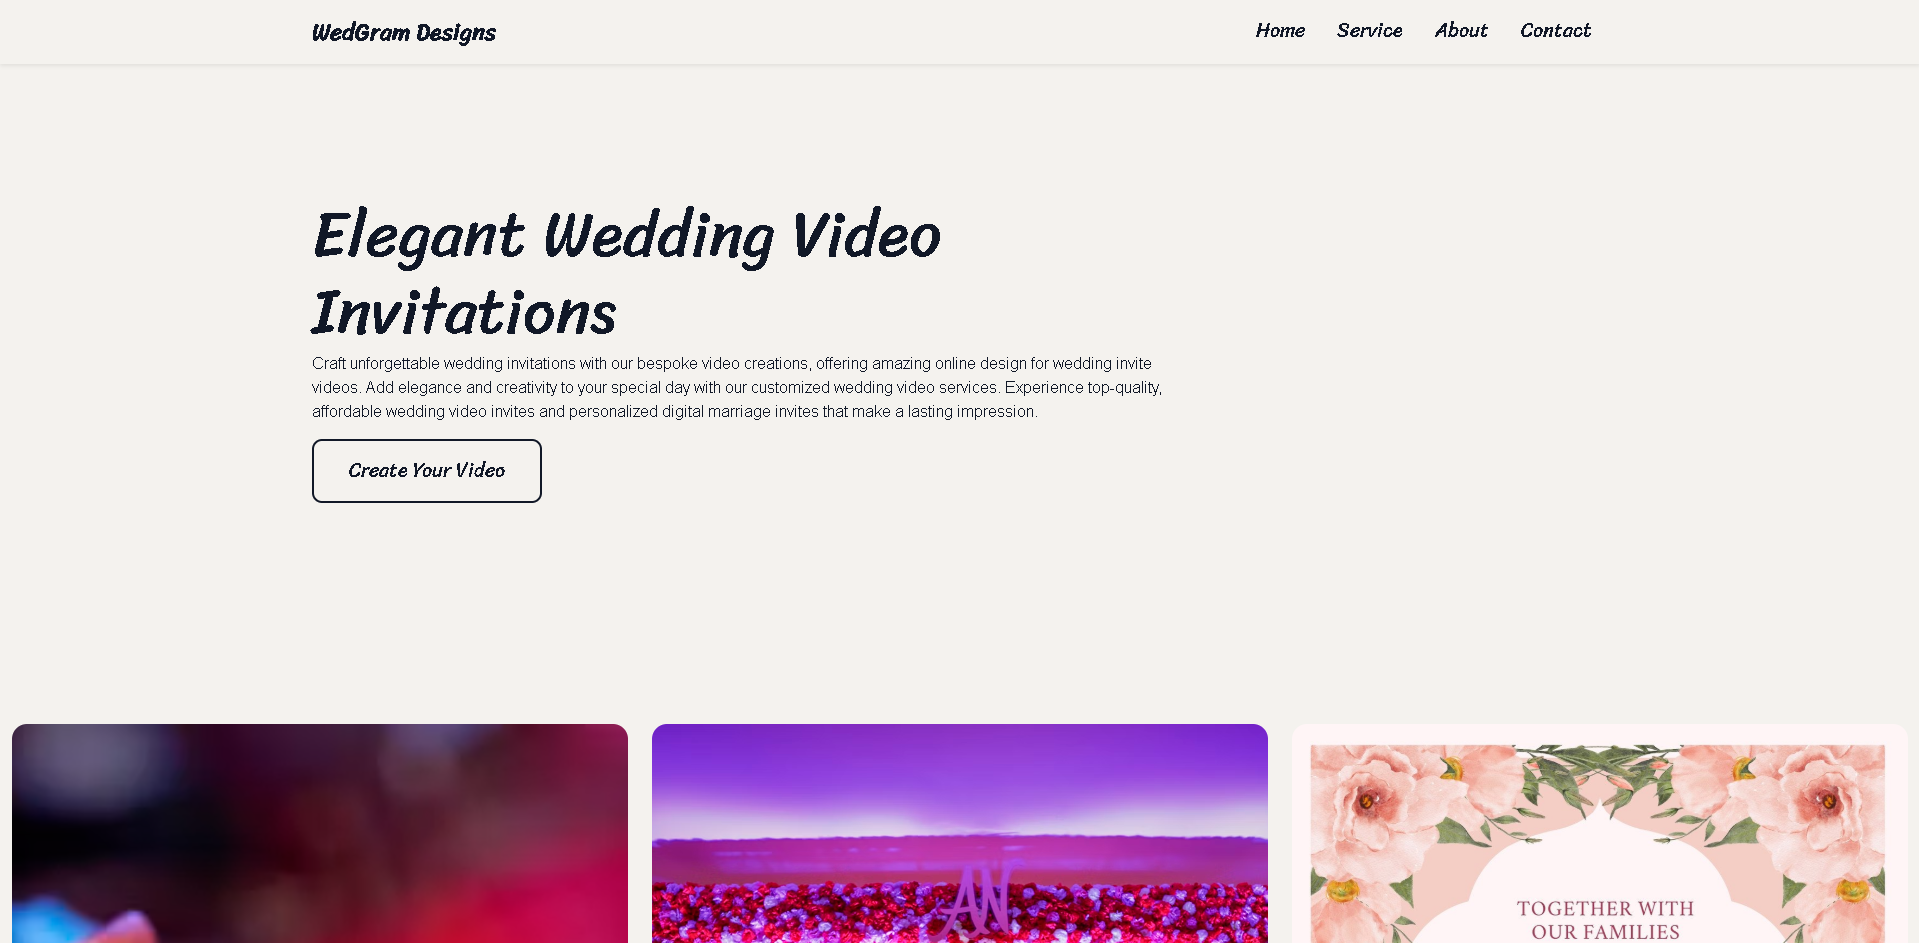 WedGram Designs
Home Service About Contact
Elegant Wedding Video
Invitations
Craft unforgettable wedding invitations with our bespoke video creations, offering amazing online design for wedding invite
videos. Add elegance and creativity to your special day with our customized wedding video services. Experience top-quality,
affordable wedding video invites and personalized digital marriage invites that make a lasting impression.
Create Your Video
AN
TOGETHER WITH
OUR FAMILIES